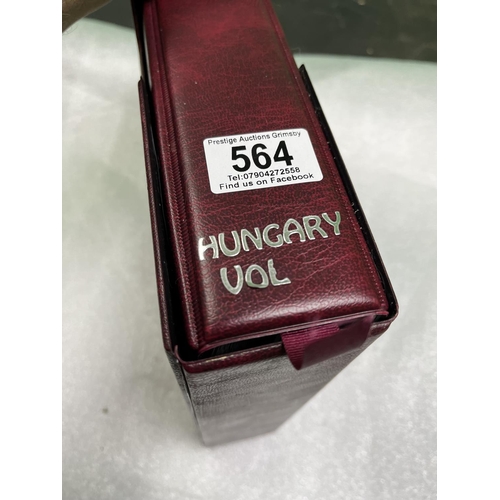 Prestige Auctions Grimsby
564
Tel:07904272558
Find us on Facebook
HUNGARY
VOL